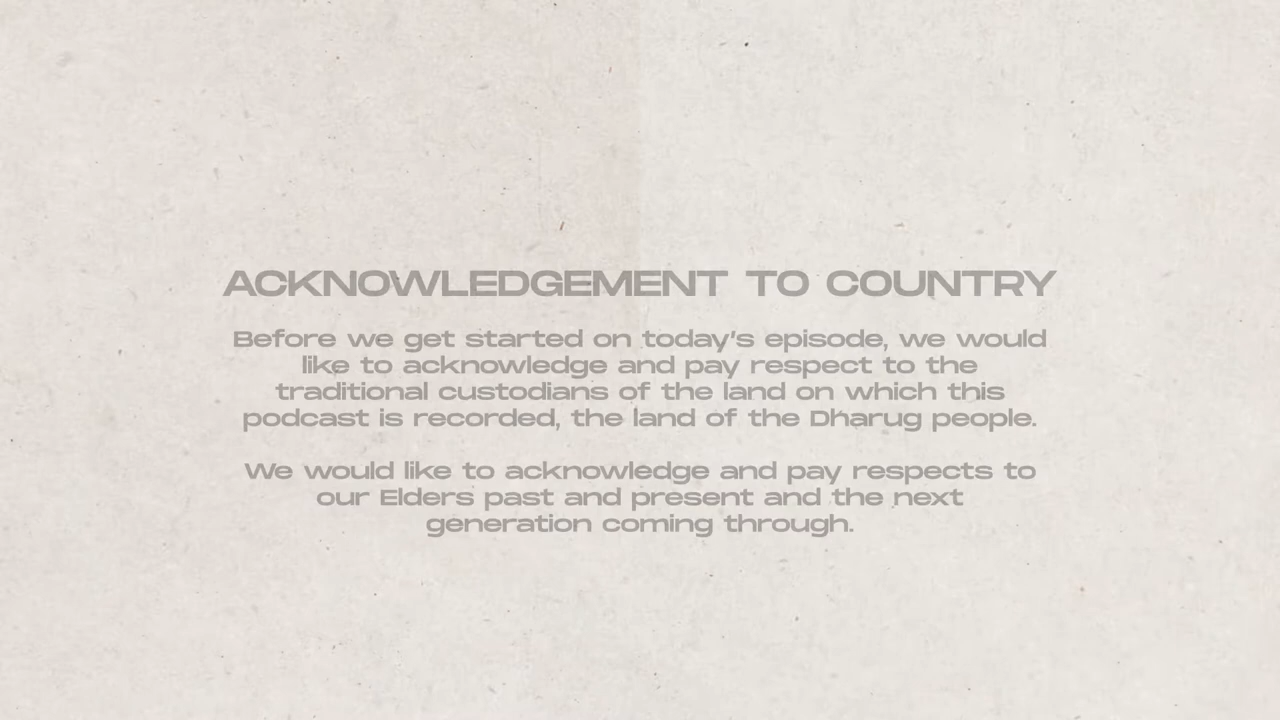 ACKNOWLEDGEMENT TO COUNTRY
Before we get started on today's episode, we would
like to acknowledge and pay respect to the
traditional custodians of the land on which this
podcast is recorded, the land of the Dharug people.
We would like to acknowledge and pay respects to
our Elders past and present and the next
generation coming through.